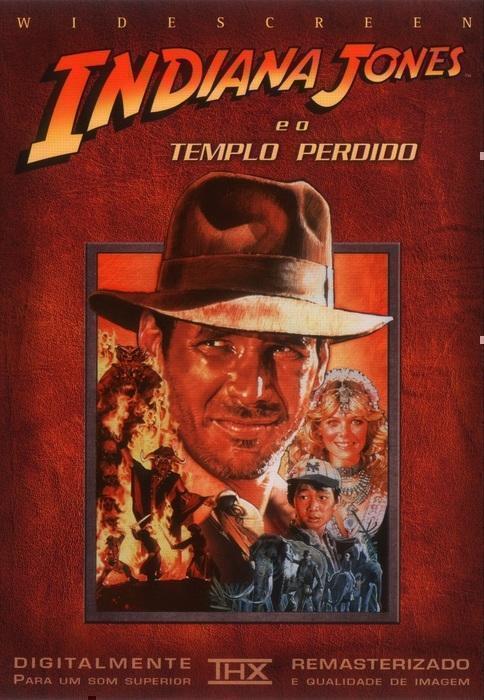 WIDESCREEN
INDIANA JONES
e o
TEMPLO PERDIDO
DIGITALMENTE
PARA UM SOM SUPERIOR
THX
REMASTERIZADO
E QUALIDADE DE IMAGEM